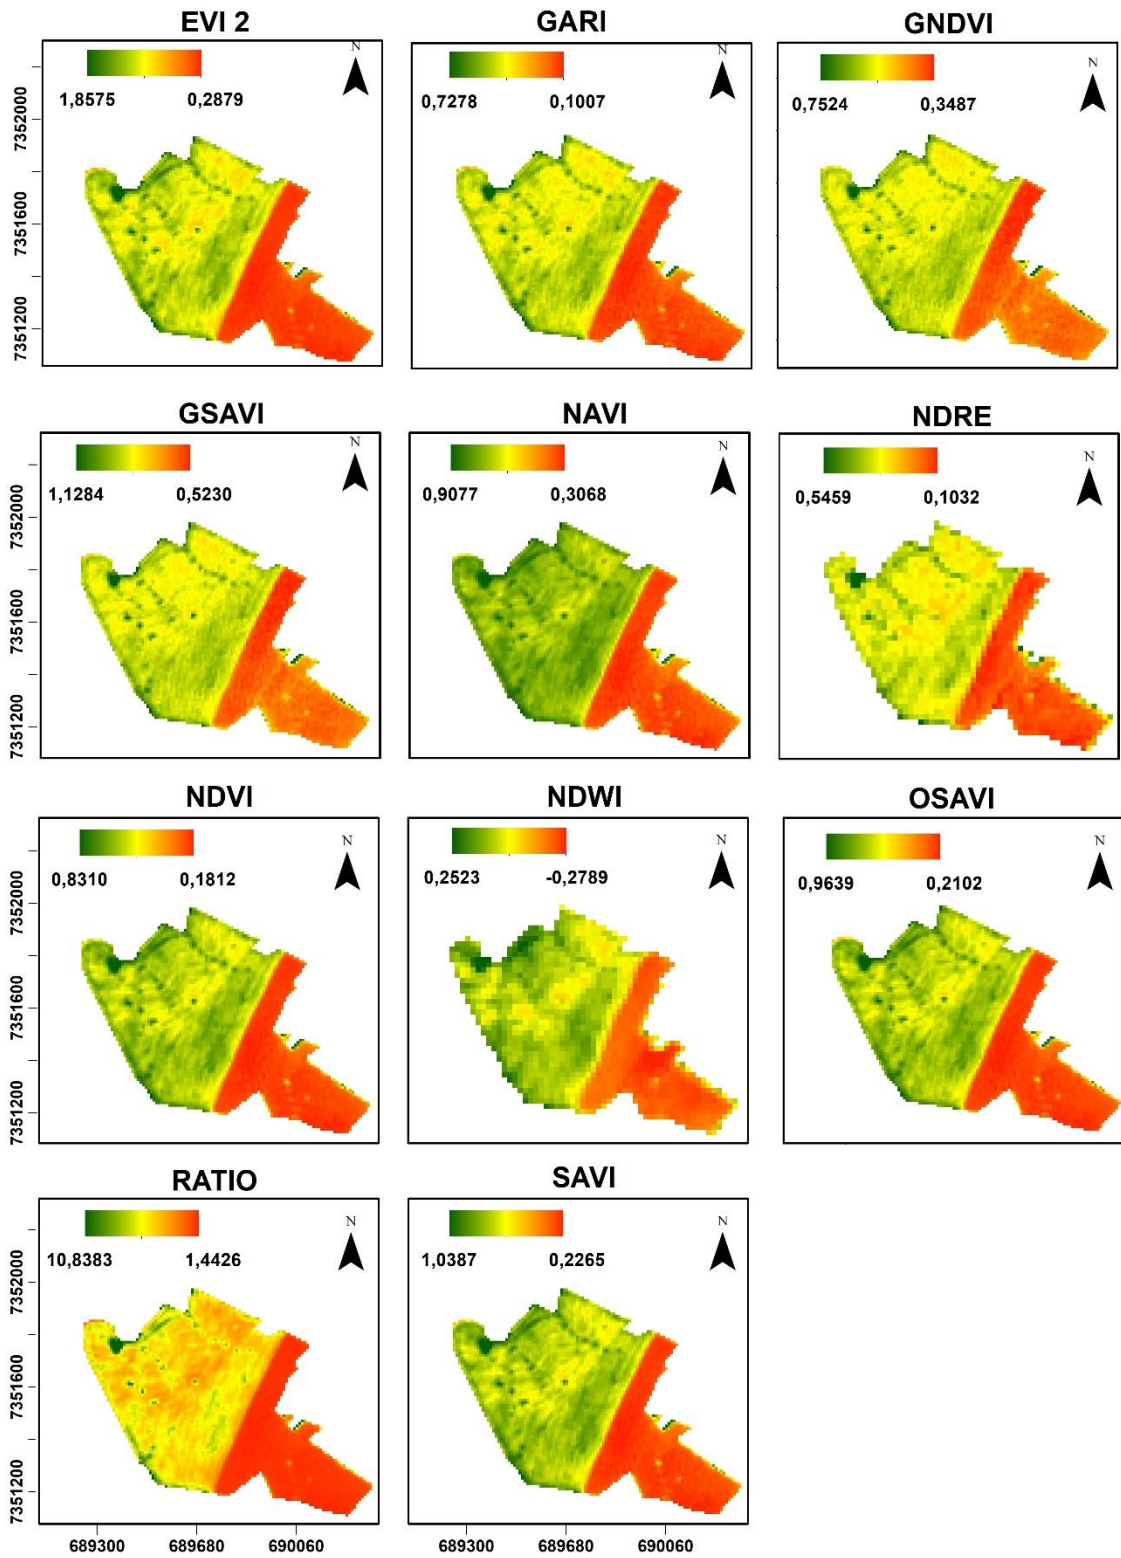 EVI 2 GARI GNDVI
N N N
1,8575 0,2879 0,7278 0,1007 0,7524 0,3487
7352000
7351600
7351200
GSAVI NAVI NDRE
N N N
1,1284 0,5230 0,9077 0,3068 0,5459 0,1032
7352000
7351600
7351200
NDVI NDWI OSAVI
N N N
0,8310 0,1812 0,2523 -0,2789 0,9639 0,2102
7352000
7351600
7351200
RATIO SAVI
N N
10,8383 1,4426 1,0387 0,2265
7352000
7351600
7351200
689300 689680 690060 689300 689680 690060